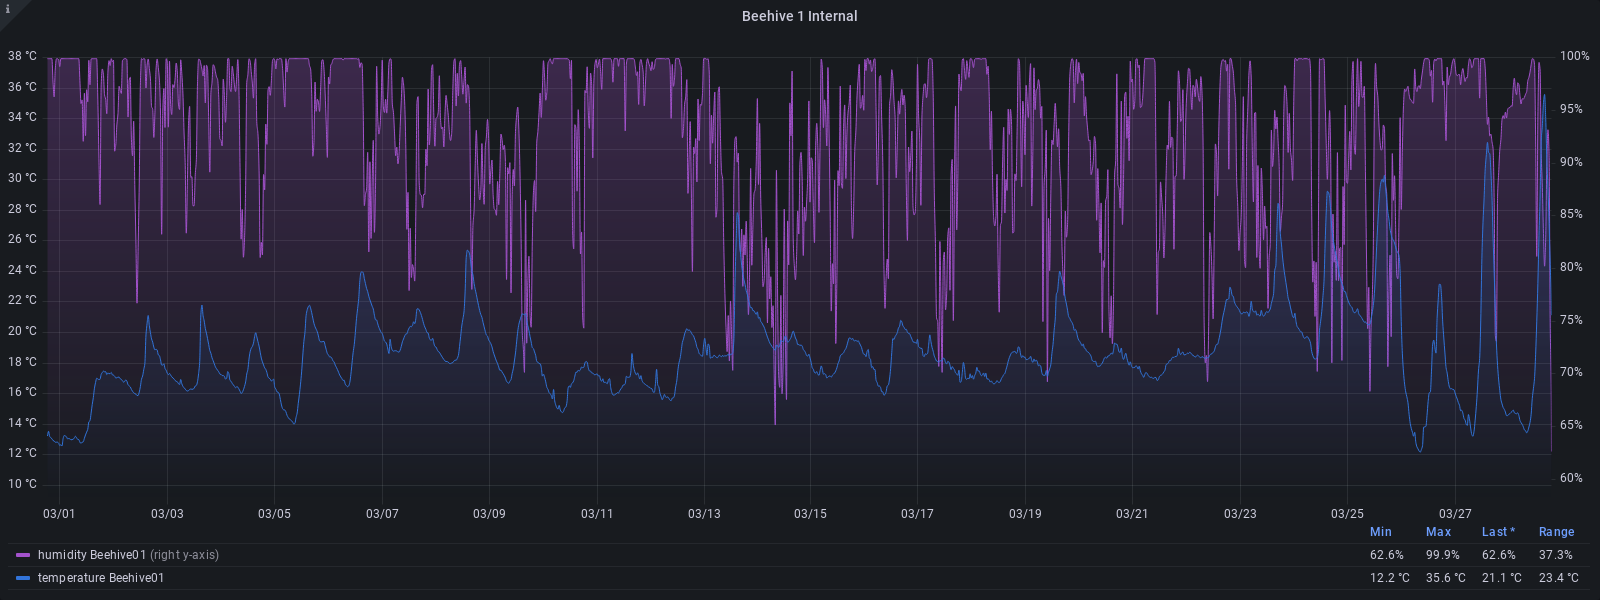 i
Beehive 1 Internal
38 °C 100%
36 °C
34 °C 95%
32 °C
30 °C 90%
28 °C 85%
26 °C
24 °C 80%
22 °C
20 °C 75%
18 °C
16 °C 70%
14 °C 65%
12 °C
10 °C 60%
03/01 03/03 03/05 03/07 03/09 03/11 03/13 03/15 03/17 03/19 03/21 03/23 03/25 03/27
Min Max Last * Range
humidity Beehive01 (right y-axis) 62.6% 99.9% 62.6% 37.3%
temperature Beehive01 12.2 °C 35.6 °C 21.1 °C 23.4 °C